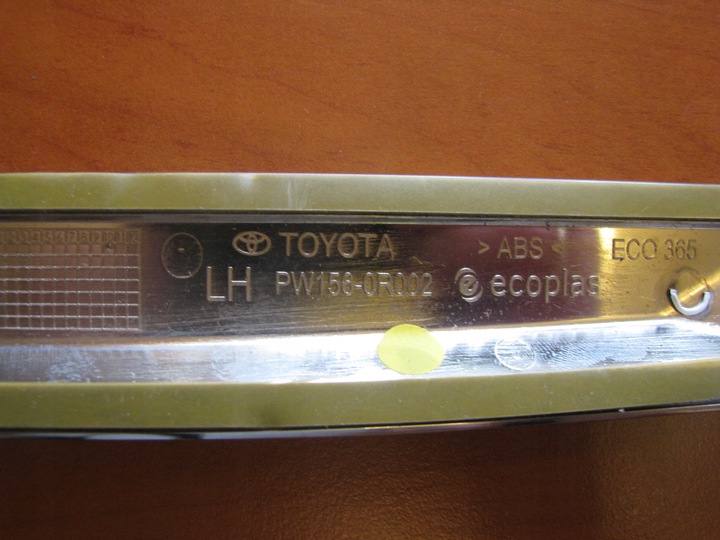 TOYOTA > ABS < ECO 365
LH PW156-0R002 ecoplas